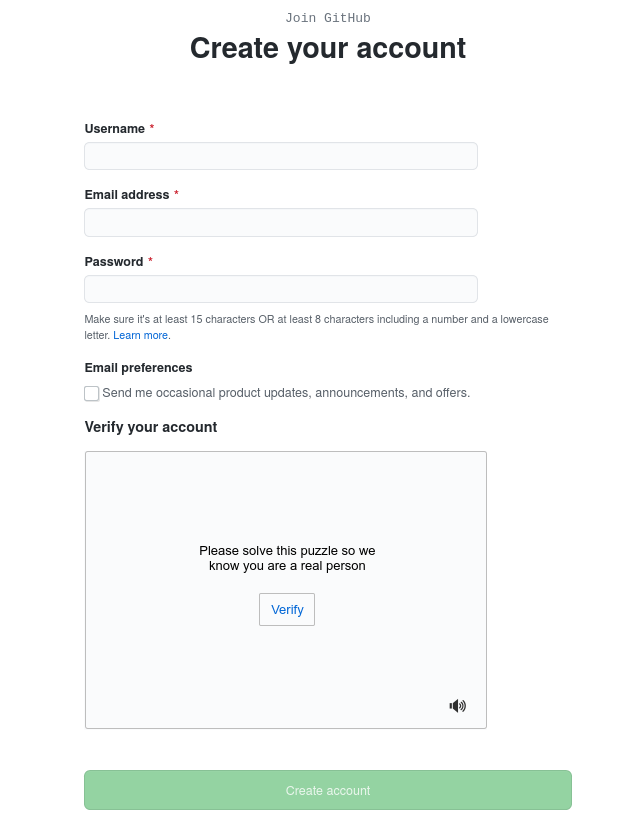 Join GitHub
Create your account
Username *
Email address *
Password *
Make sure it's at least 15 characters OR at least 8 characters including a number and a lowercase
letter. Learn more.
Email preferences
Send me occasional product updates, announcements, and offers.
Verify your account
Please solve this puzzle so we
know you are a real person
Verify
Create account